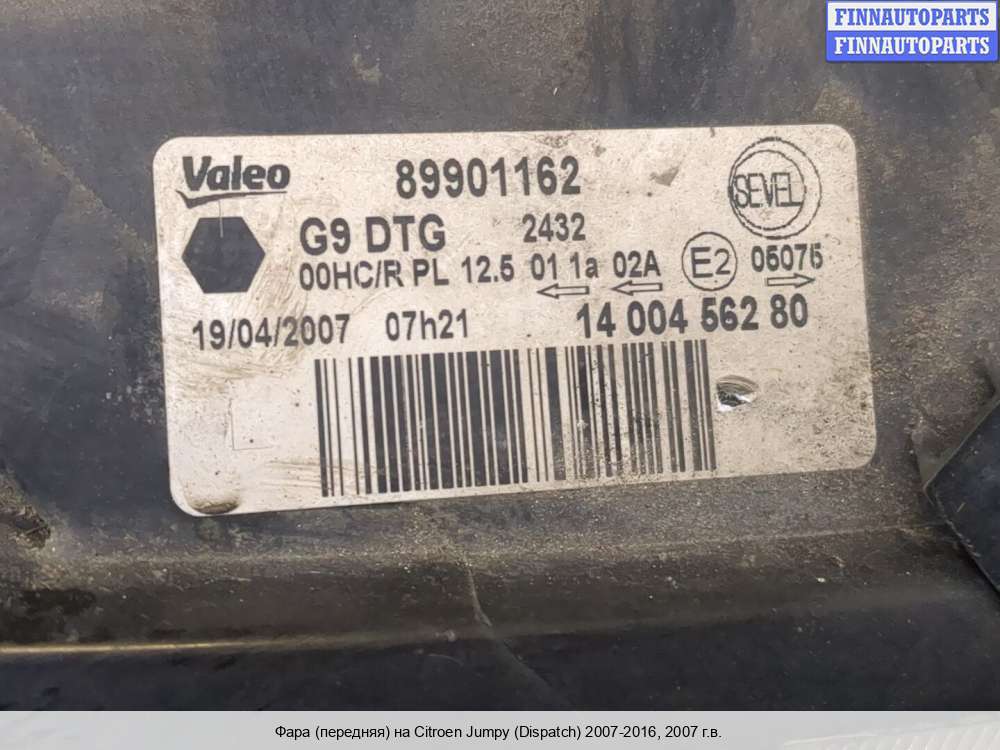 FINNAUTOPARTS
FINNAUTOPARTS
Valeo 89901162
SEVEL
G9 DTG 2432
00HC/R PL 12.5 01 1a 02A E2 05075
19/04/2007 07h21 14 004 562 80
Фара (передняя) на Citroen Jumpy (Dispatch) 2007-2016, 2007 г.в.